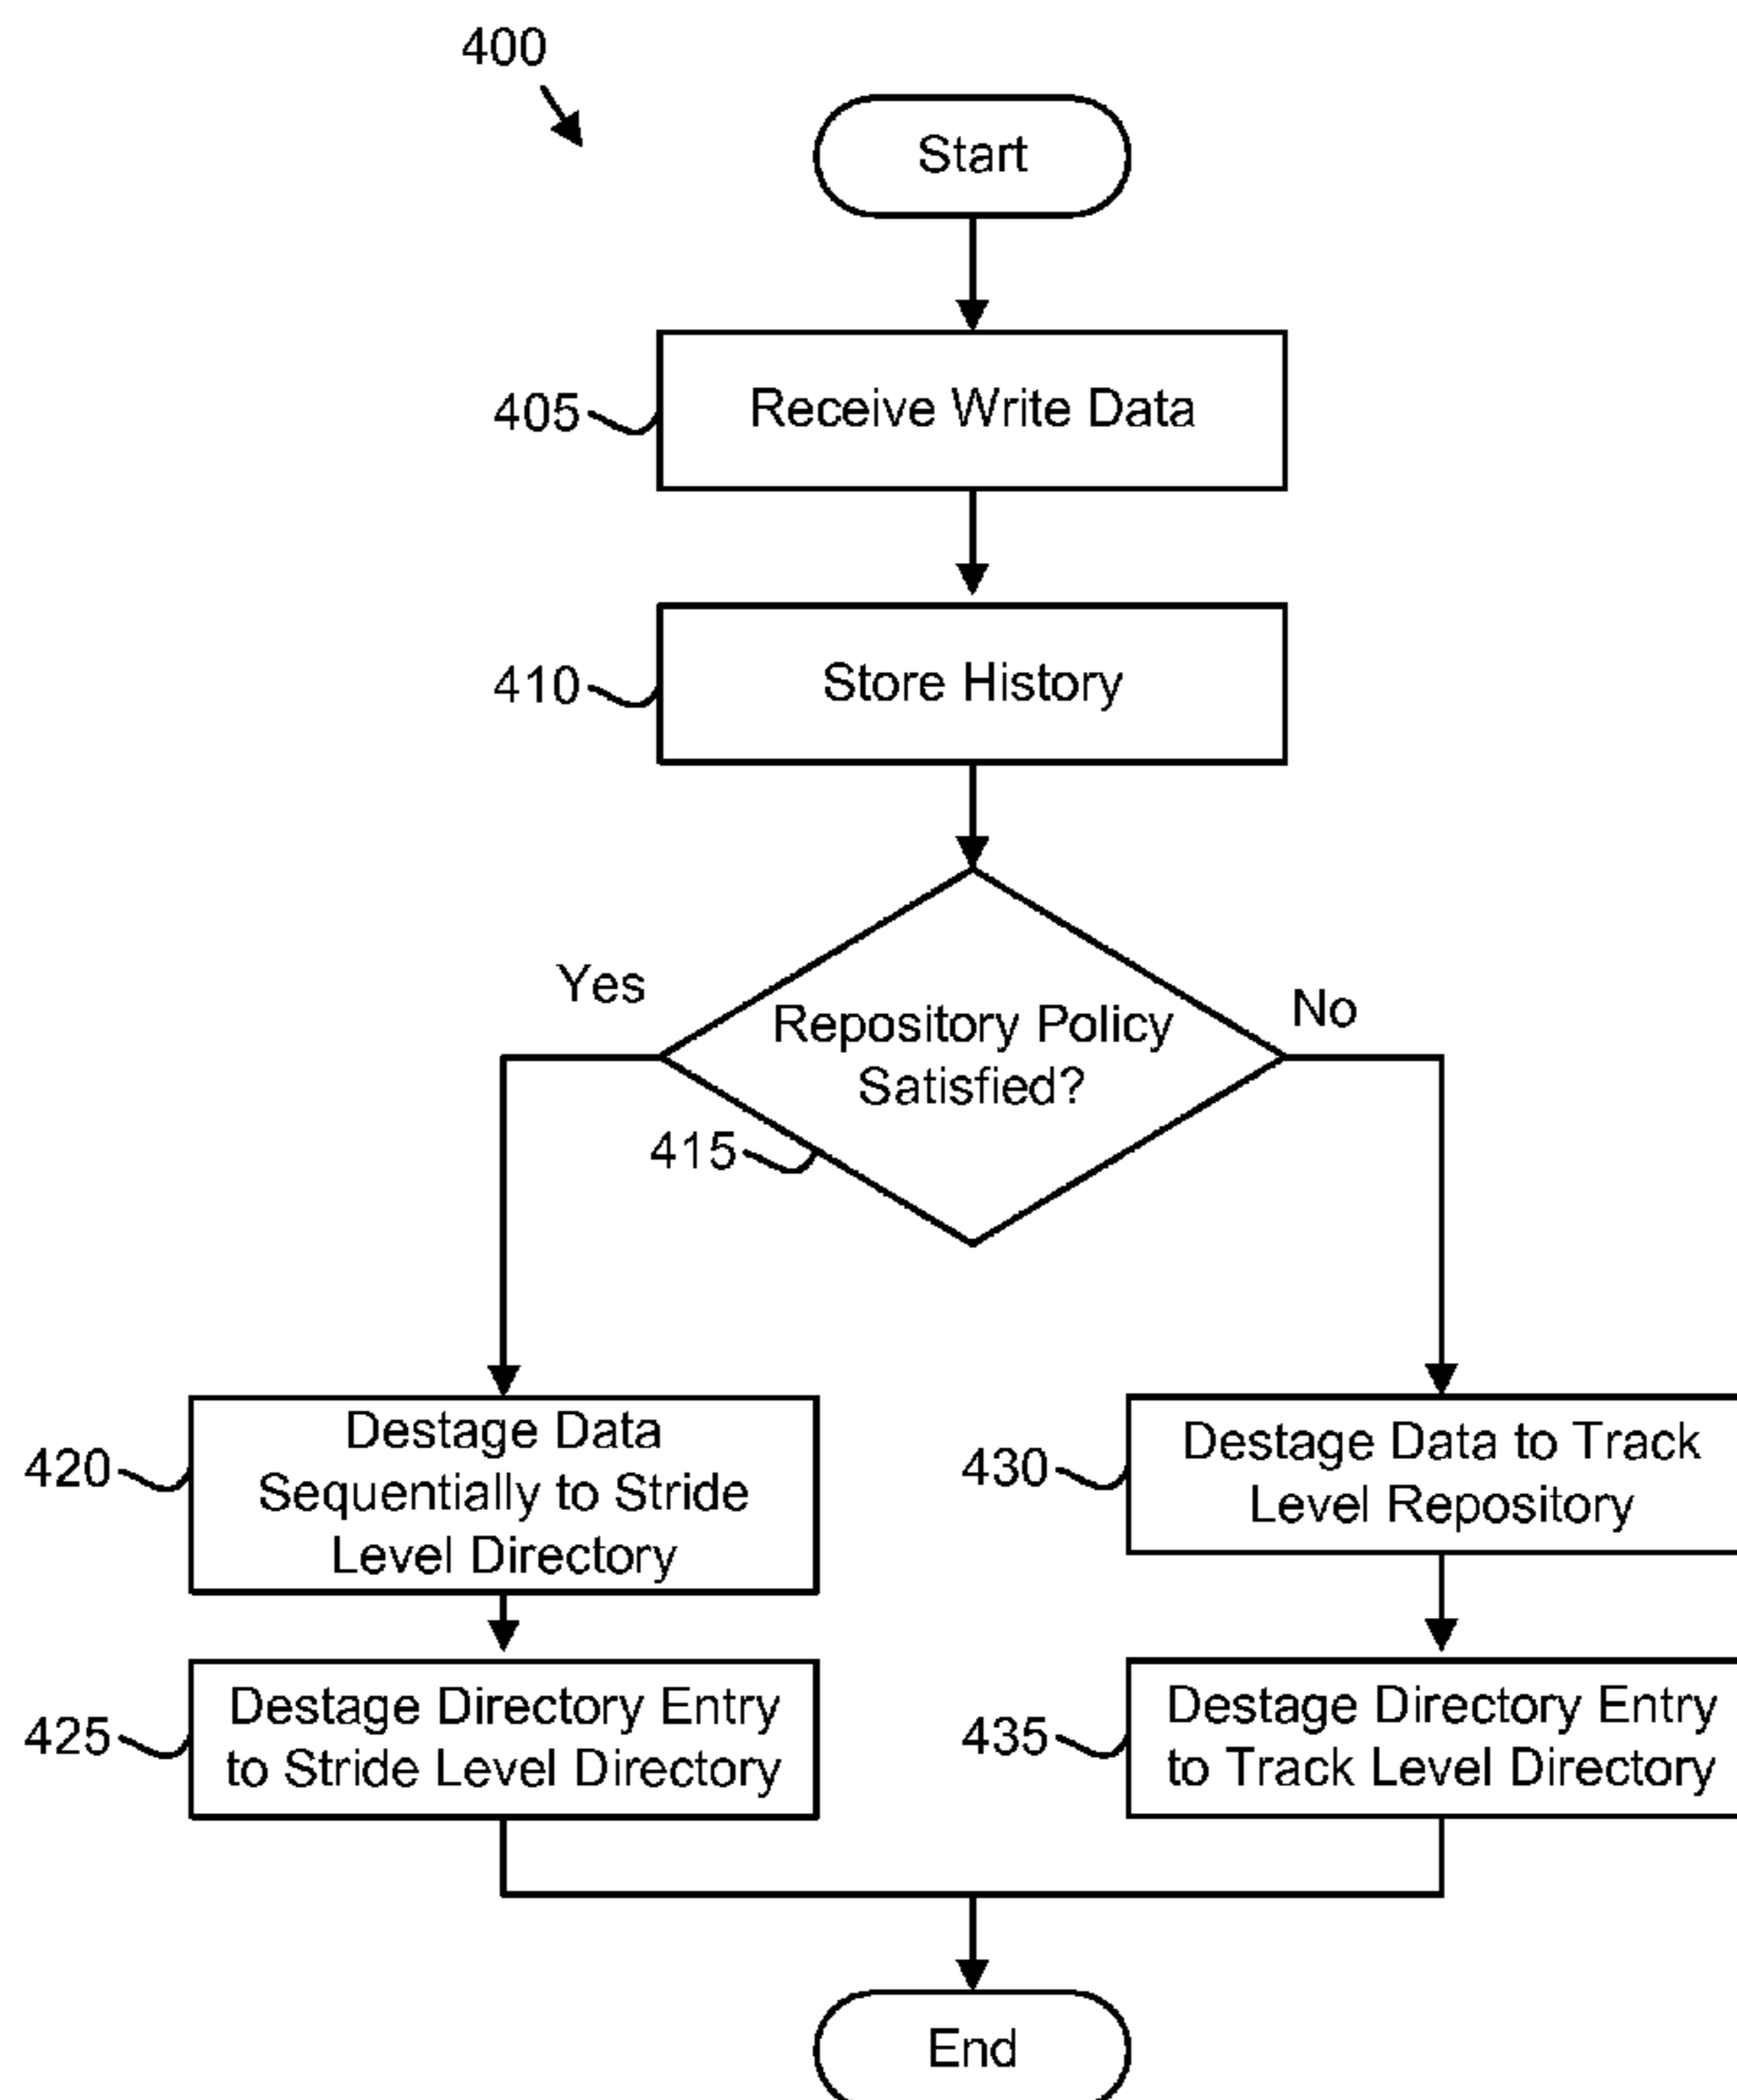 400
Start
405
Receive Write Data
410
Store History
Yes
No
Repository Policy
Satisfied?
415
420
Destage Data
Sequentially to Stride
Level Directory
430
Destage Data to Track
Level Repository
425
Destage Directory Entry
to Stride Level Directory
435
Destage Directory Entry
to Track Level Directory
End